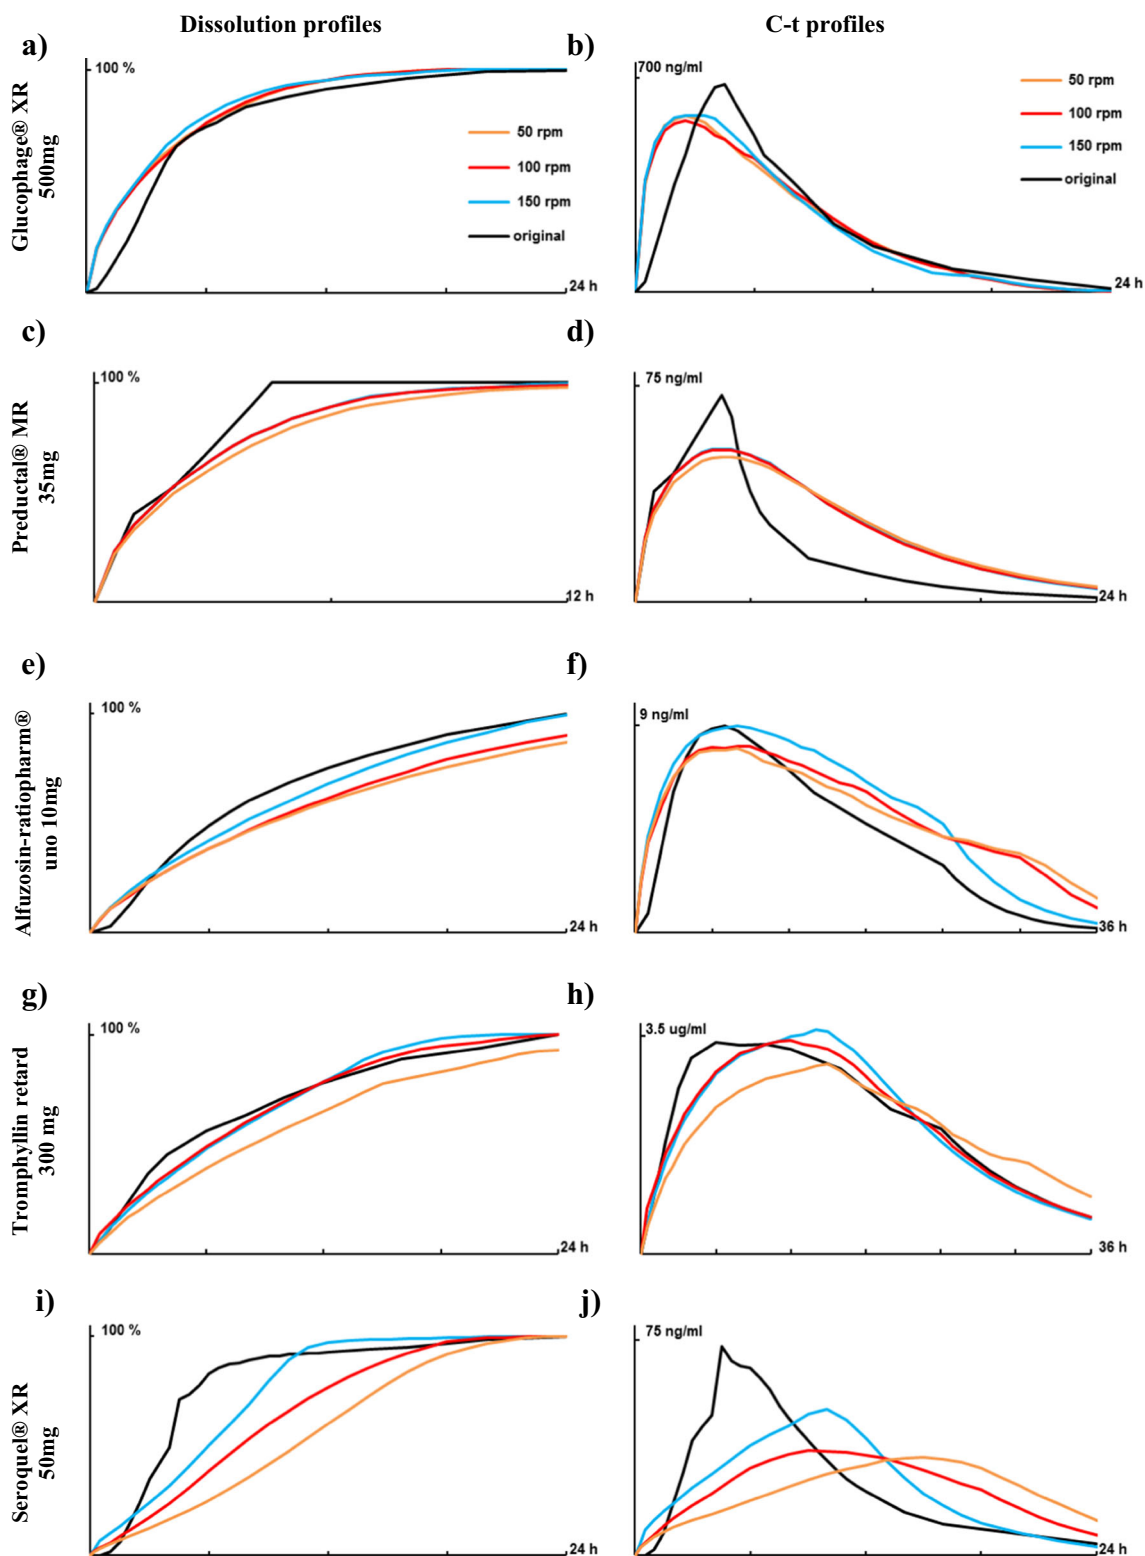 Dissolution profiles
C-t profiles
a)
Glucophage® XR
500mg
100 %
50 rpm
100 rpm
150 rpm
original
24 h
b)
700 ng/ml
50 rpm
100 rpm
150 rpm
original
24 h
c)
Preductal® MR
35mg
100 %
12 h
d)
75 ng/ml
24 h
e)
Alfuzosin-ratiopharm®
uno 10mg
100 %
24 h
f)
9 ng/ml
36 h
g)
Tromphyllin retard
300 mg
100 %
24 h
h)
3.5 ug/ml
36 h
i)
Seroquel® XR
50mg
100 %
24 h
j)
75 ng/ml
24 h